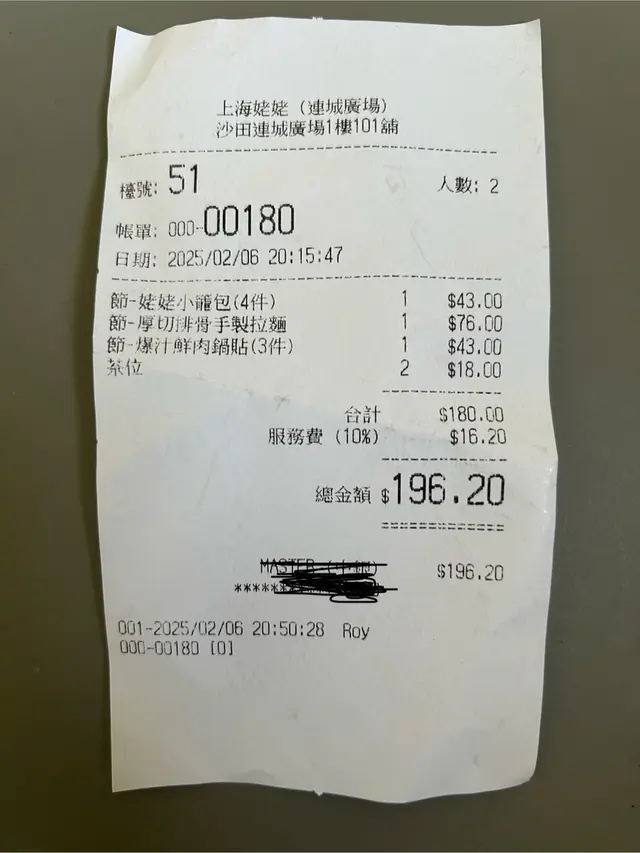 上海姥姥 (連城廣場)
沙田連城廣場1樓101舖
檯號: 51 人數: 2
帳單: 000-00180
日期: 2025/02/06 20:15:47
節-姥姥小籠包(4件) 1 $43.00
節-厚切排骨手製拉麵 1 $76.00
節-爆汁鮮肉鍋貼(3件) 1 $43.00
茶位 2 $18.00
合計 $180.00
服務費 (10%) $16.20
總金額 $196.20
MASTER $196.20
*****
001-2025/02/06 20:50:28 Roy
000-00180 [0]